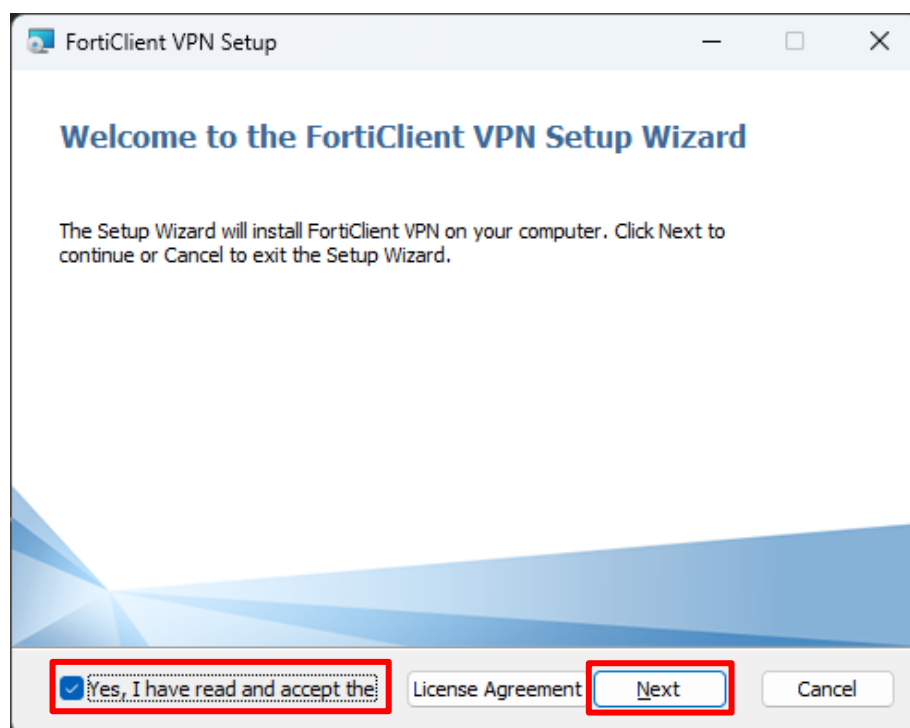 FortiClient VPN Setup
Welcome to the FortiClient VPN Setup Wizard
The Setup Wizard will install FortiClient VPN on your computer. Click Next to
continue or Cancel to exit the Setup Wizard.
Yes, I have read and accept the License Agreement Next Cancel